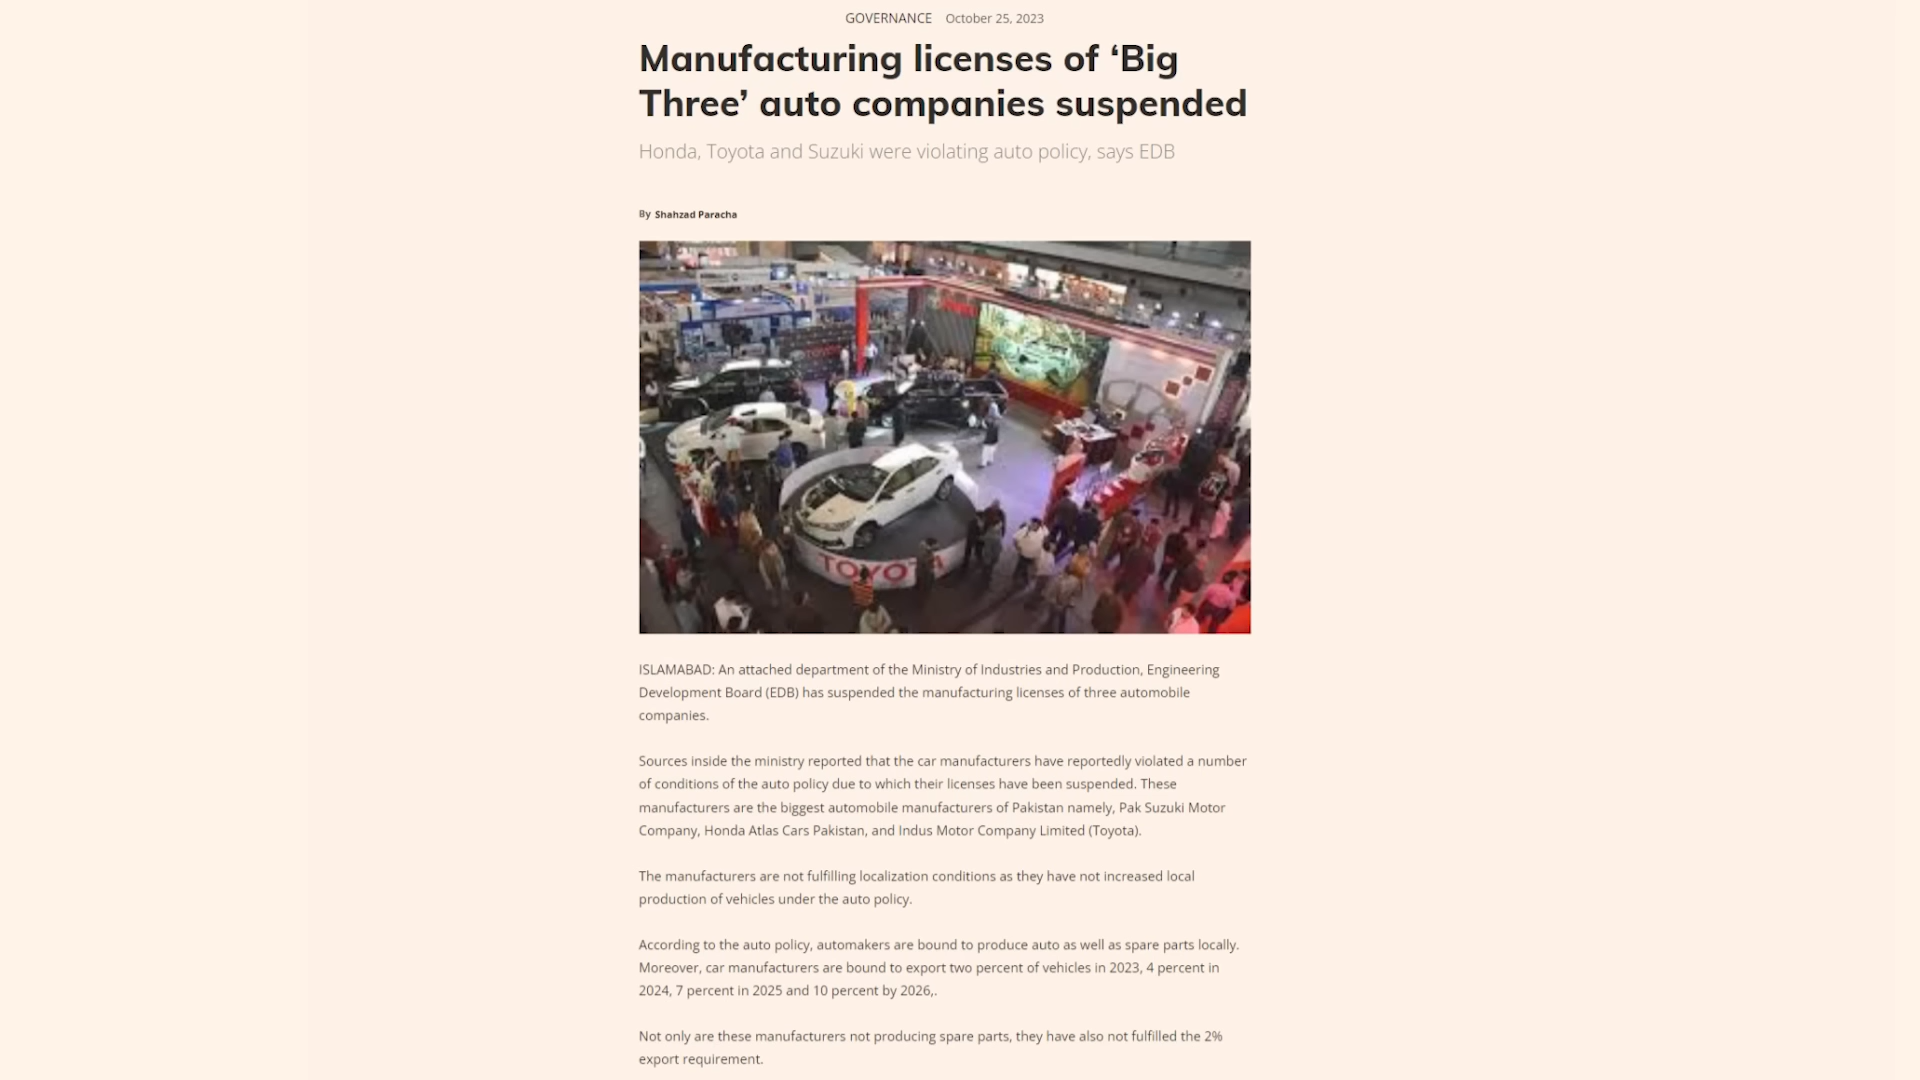 GOVERNANCE October 25, 2023
Manufacturing licenses of ‘Big
Three’ auto companies suspended
Honda, Toyota and Suzuki were violating auto policy, says EDB
By Shahzad Paracha
TOYOTA
TOYOTA
ISLAMABAD: An attached department of the Ministry of Industries and Production, Engineering
Development Board (EDB) has suspended the manufacturing licenses of three automobile
companies.
Sources inside the ministry reported that the car manufacturers have reportedly violated a number
of conditions of the auto policy due to which their licenses have been suspended. These
manufacturers are the biggest automobile manufacturers of Pakistan namely, Pak Suzuki Motor
Company, Honda Atlas Cars Pakistan, and Indus Motor Company Limited (Toyota).
The manufacturers are not fulfilling localization conditions as they have not increased local
production of vehicles under the auto policy.
According to the auto policy, automakers are bound to produce auto as well as spare parts locally.
Moreover, car manufacturers are bound to export two percent of vehicles in 2023, 4 percent in
2024, 7 percent in 2025 and 10 percent by 2026,.
Not only are these manufacturers not producing spare parts, they have also not fulfilled the 2%
export requirement.